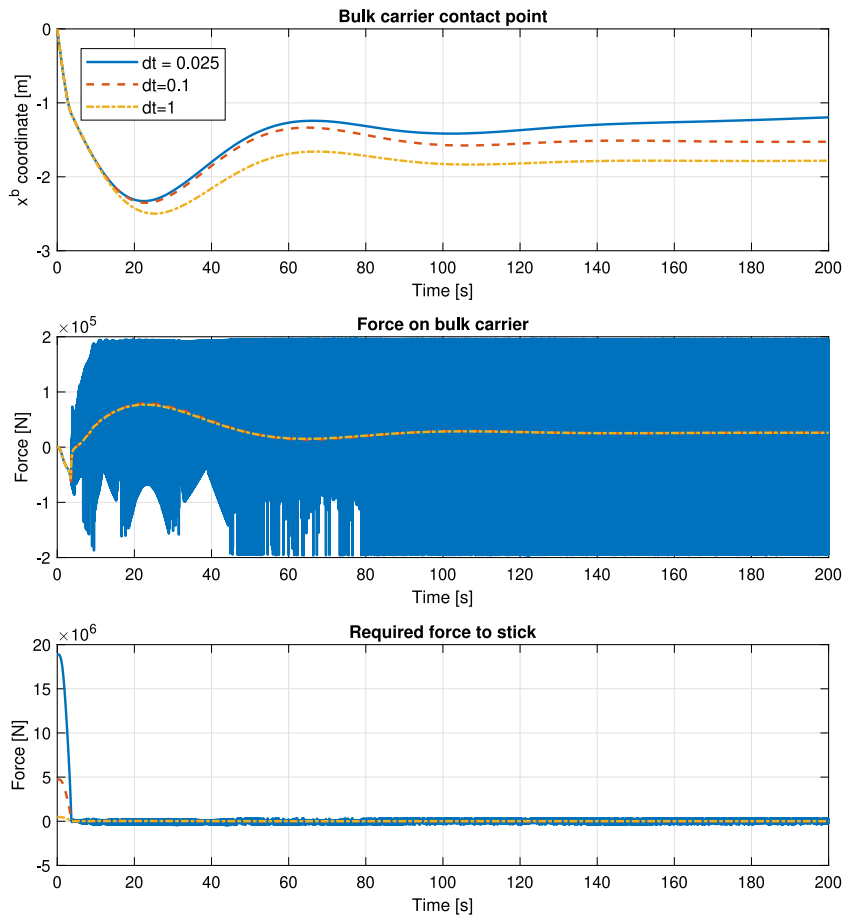 Bulk carrier contact point
0
-1
-2
-3
x^b coordinate [m]
dt = 0.025
dt=0.1
dt=1
0 20 40 60 80 100 120 140 160 180 200
Time [s]
×10^5
Force on bulk carrier
2
1
0
-1
-2
Force [N]
0 20 40 60 80 100 120 140 160 180 200
Time [s]
×10^6
Required force to stick
20
15
10
5
0
-5
Force [N]
0 20 40 60 80 100 120 140 160 180 200
Time [s]